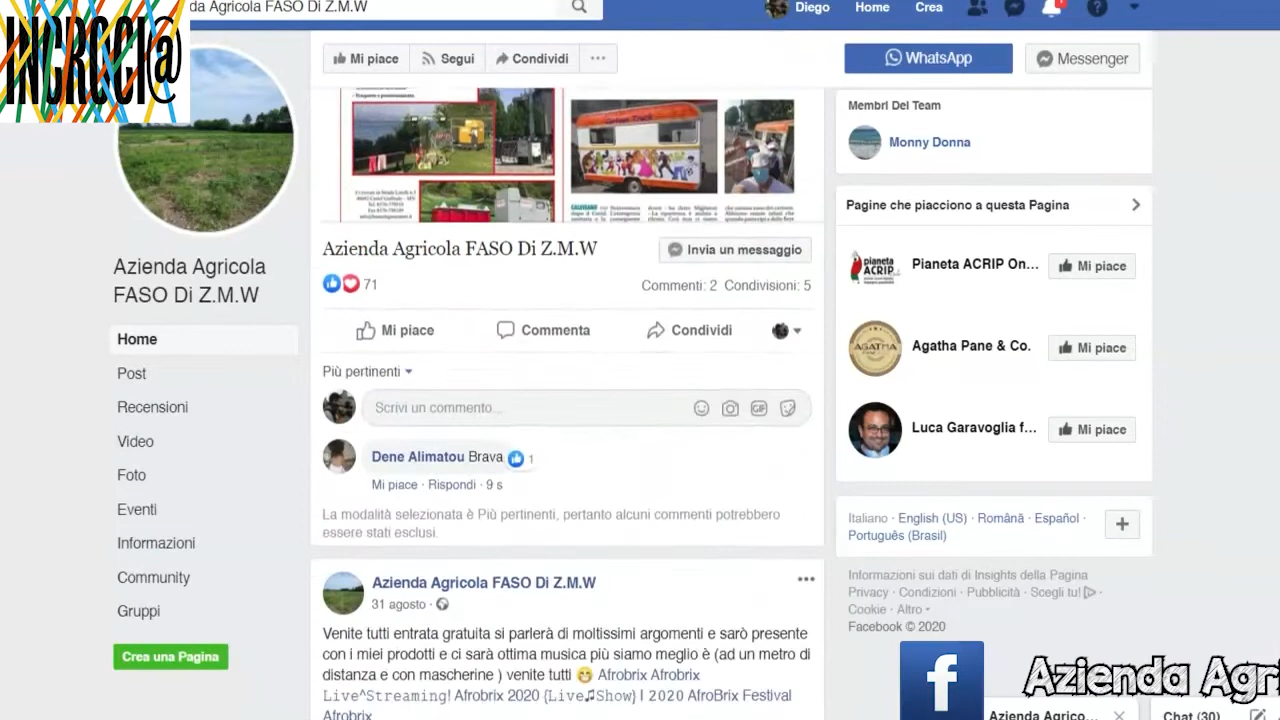 INCROCI@
da Azienda Agricola FASO Di Z.M.W
Diego Home Crea
Mi piace Segui Condividi ···
WhatsApp Messenger
Membri Del Team
Monny Donna
Pagine che piacciono a questa Pagina
Pianeta ACRIP On...
Mi piace
Agatha Pane & Co.
Mi piace
Luca Garavoglia f...
Mi piace
Azienda Agricola
FASO Di Z.M.W
Home
Post
Recensioni
Video
Foto
Eventi
Informazioni
Community
Gruppi
Crea una Pagina
Azienda Agricola FASO Di Z.M.W
Invia un messaggio
71
Commenti: 2 Condivisioni: 5
Mi piace Commenta Condividi
Più pertinenti
Scrivi un commento...
GIF
Dene Alimatou Brava 1
Mi piace · Rispondi · 9 s
La modalità selezionata è Più pertinenti, pertanto alcuni commenti potrebbero
essere stati esclusi.
Azienda Agricola FASO Di Z.M.W
31 agosto ·
Venite tutti entrata gratuita si parlerà di moltissimi argomenti e sarò presente
con i miei prodotti e ci sarà ottima musica più siamo meglio è (ad un metro di
distanza e con mascherine ) venite tutti 😁 Afrobrix Afrobrix
Live^Streaming! Afrobrix 2020 {Live♫Show} I 2020 AfroBrix Festival
Afrobrix
Italiano · English (US) · Română · Español ·
Português (Brasil)
Informazioni sui dati di Insights della Pagina
Privacy · Condizioni · Pubblicità · Scegli tu! ·
Cookie · Altro
Facebook © 2020
f
Azienda Agri
Azienda Agrico...
Chat (30)